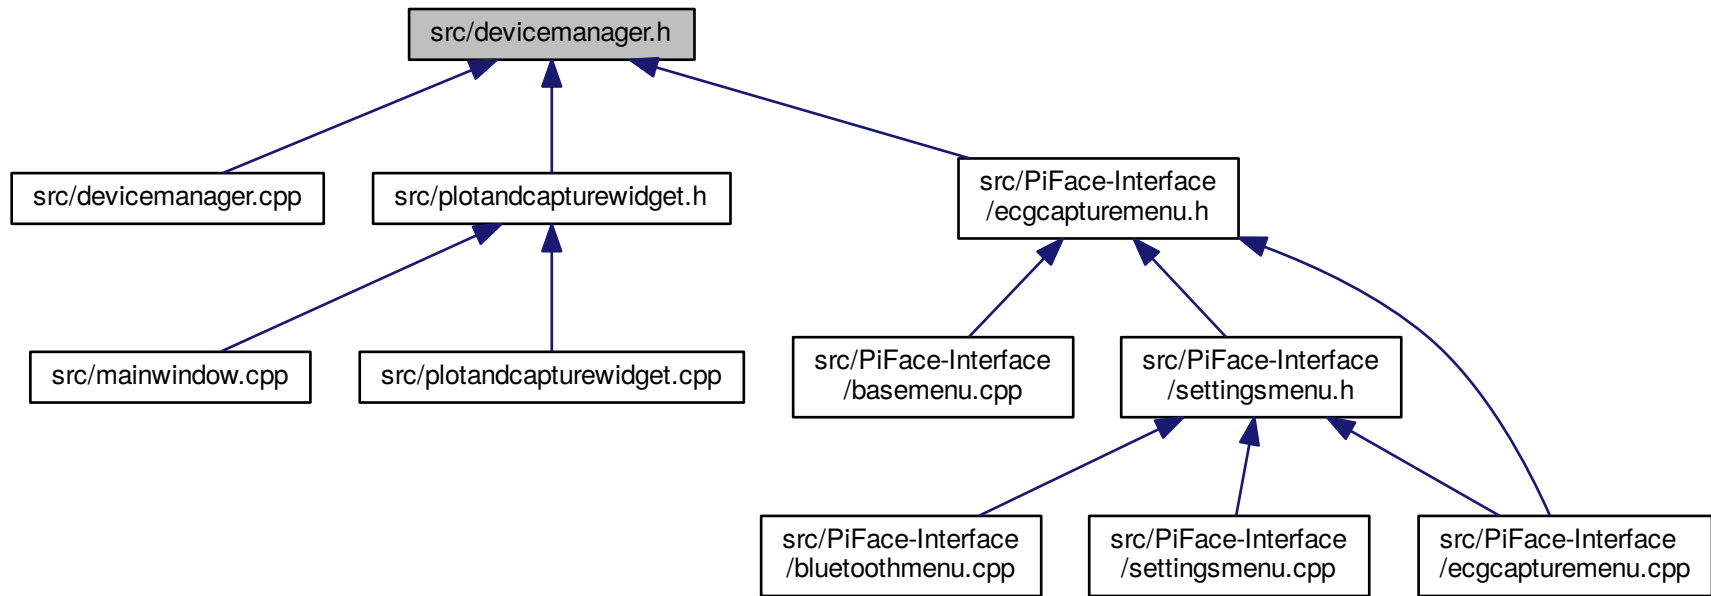 src/devicemanager.h
src/devicemanager.cpp
src/plotandcapturewidget.h
src/PiFace-Interface
/ecgcapturemenu.h
src/mainwindow.cpp
src/plotandcapturewidget.cpp
src/PiFace-Interface
/basemenu.cpp
src/PiFace-Interface
/settingsmenu.h
src/PiFace-Interface
/bluetoothmenu.cpp
src/PiFace-Interface
/settingsmenu.cpp
src/PiFace-Interface
/ecgcapturemenu.cpp